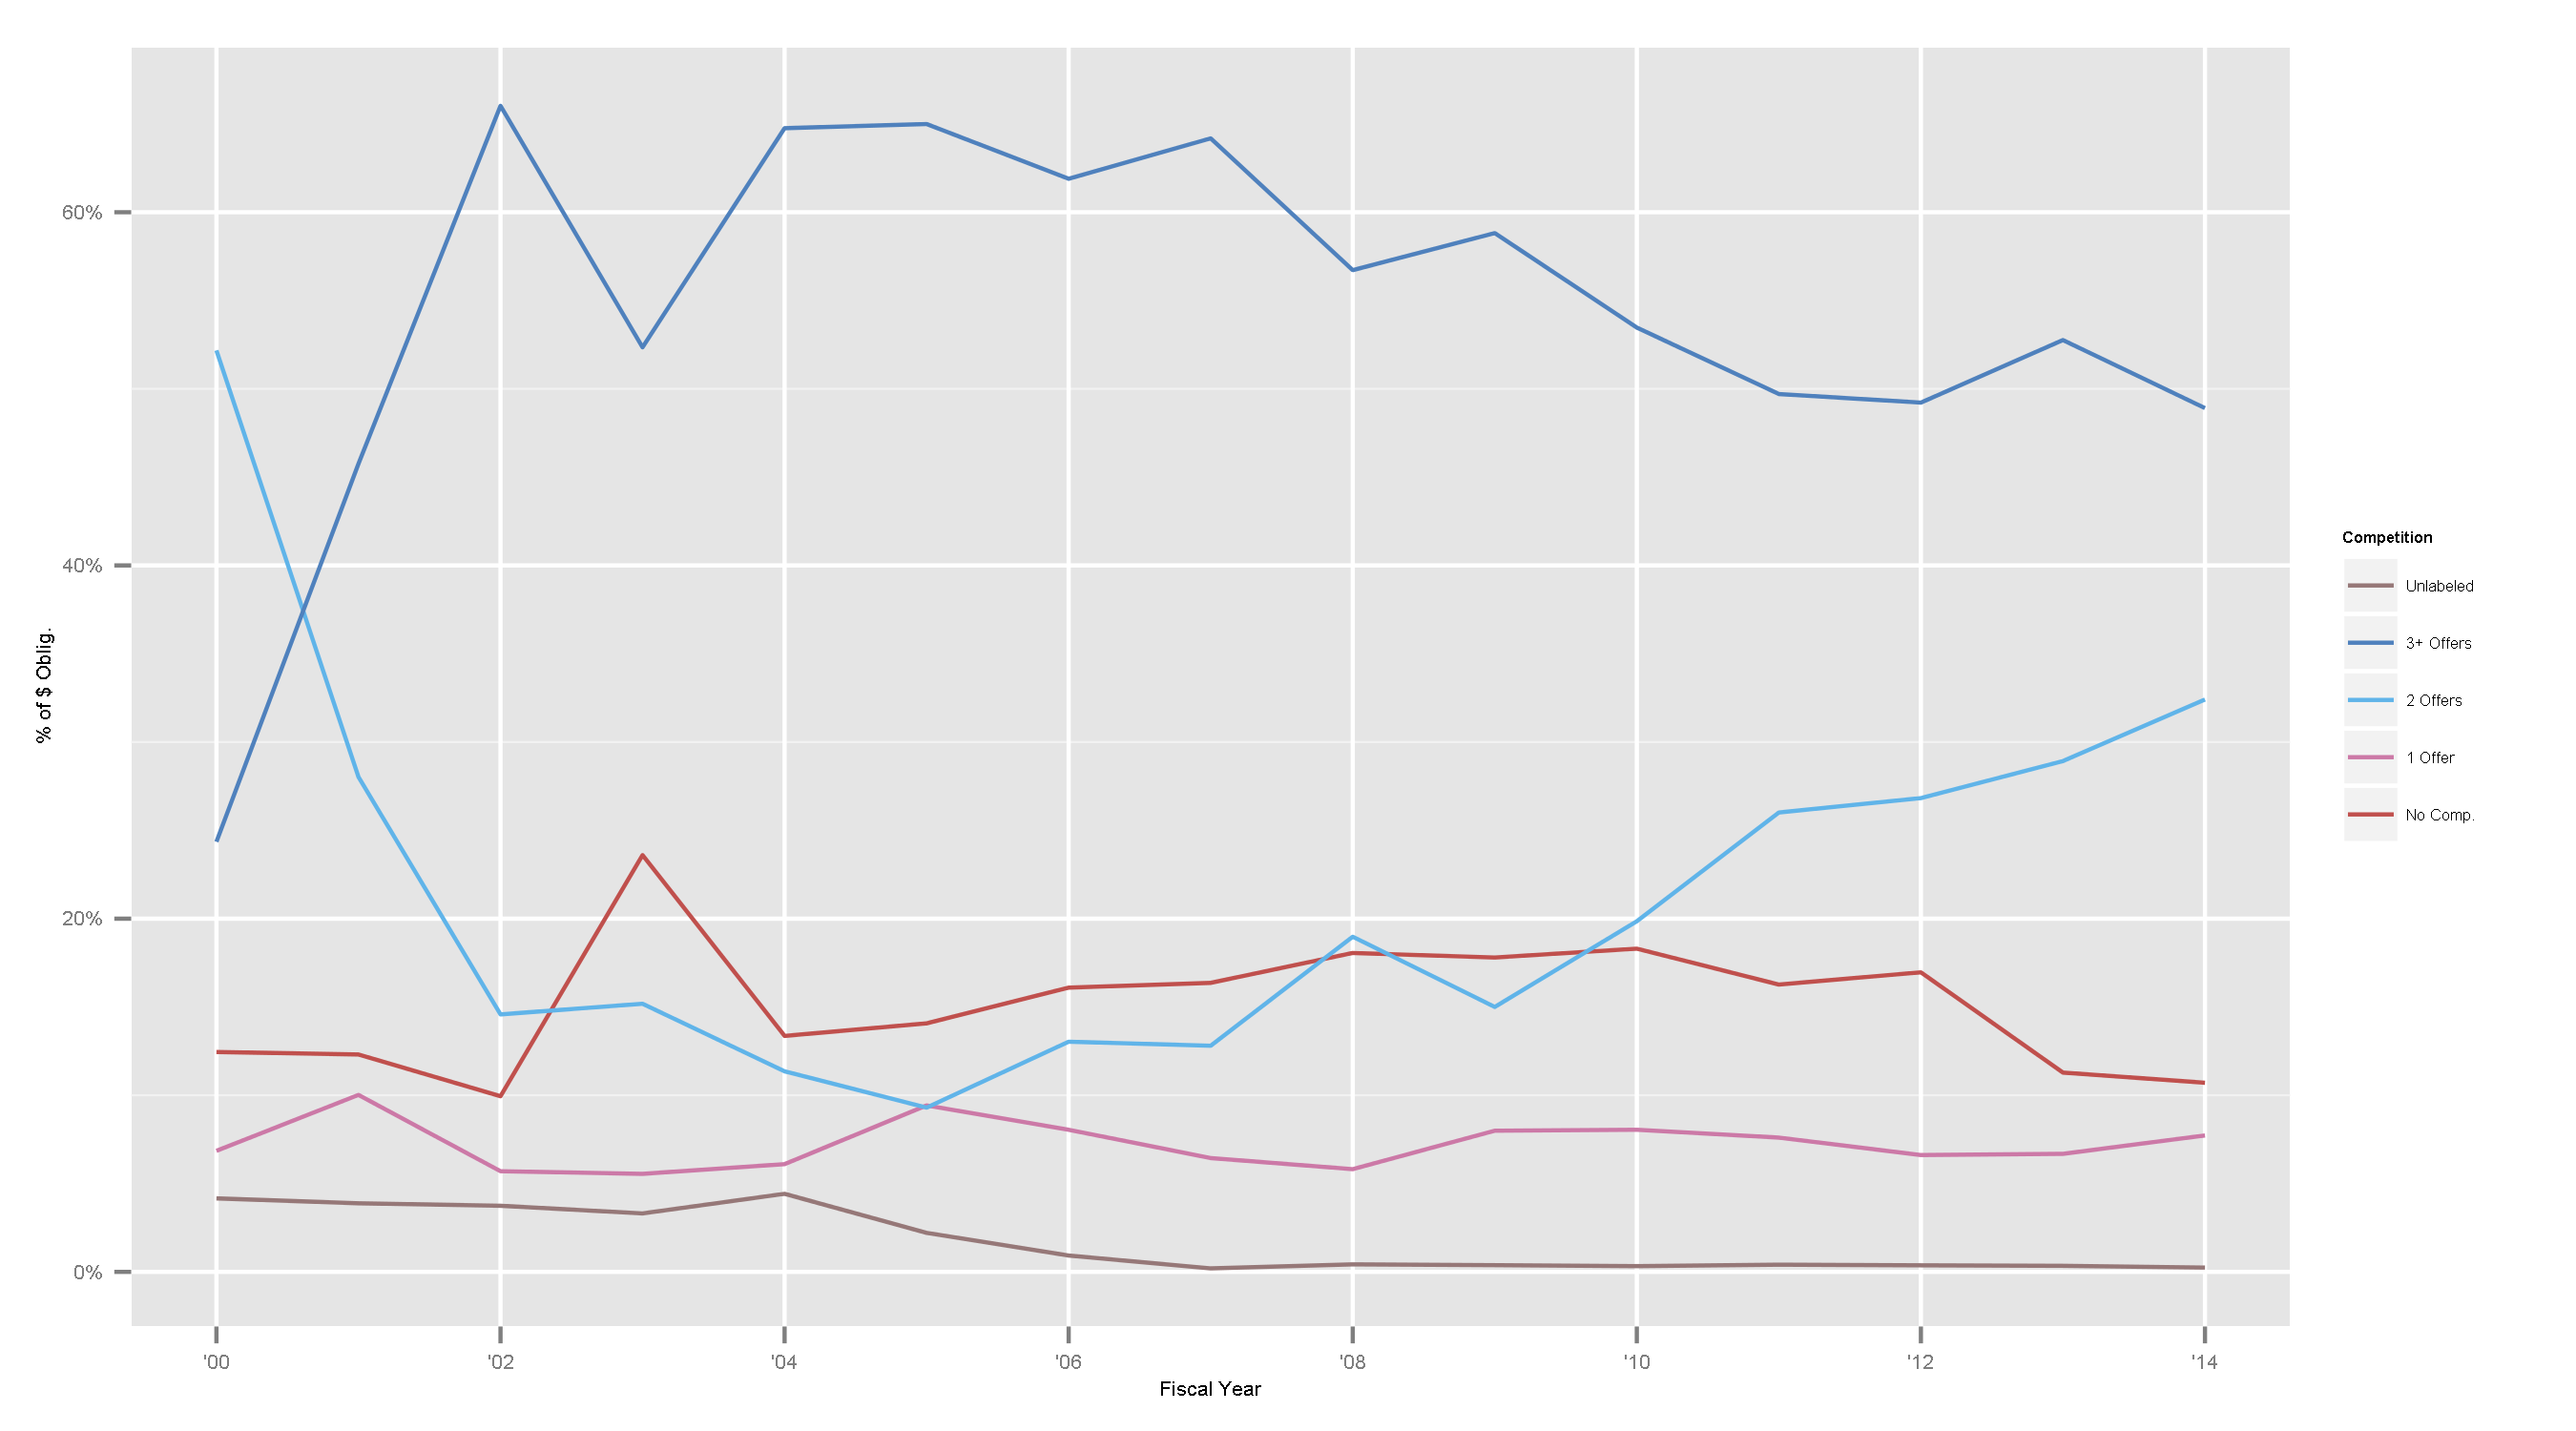 60%
40%
20%
0%
% of $ Oblig.
'00 '02 '04 '06 '08 '10 '12 '14
Fiscal Year
Competition
Unlabeled
3+ Offers
2 Offers
1 Offer
No Comp.